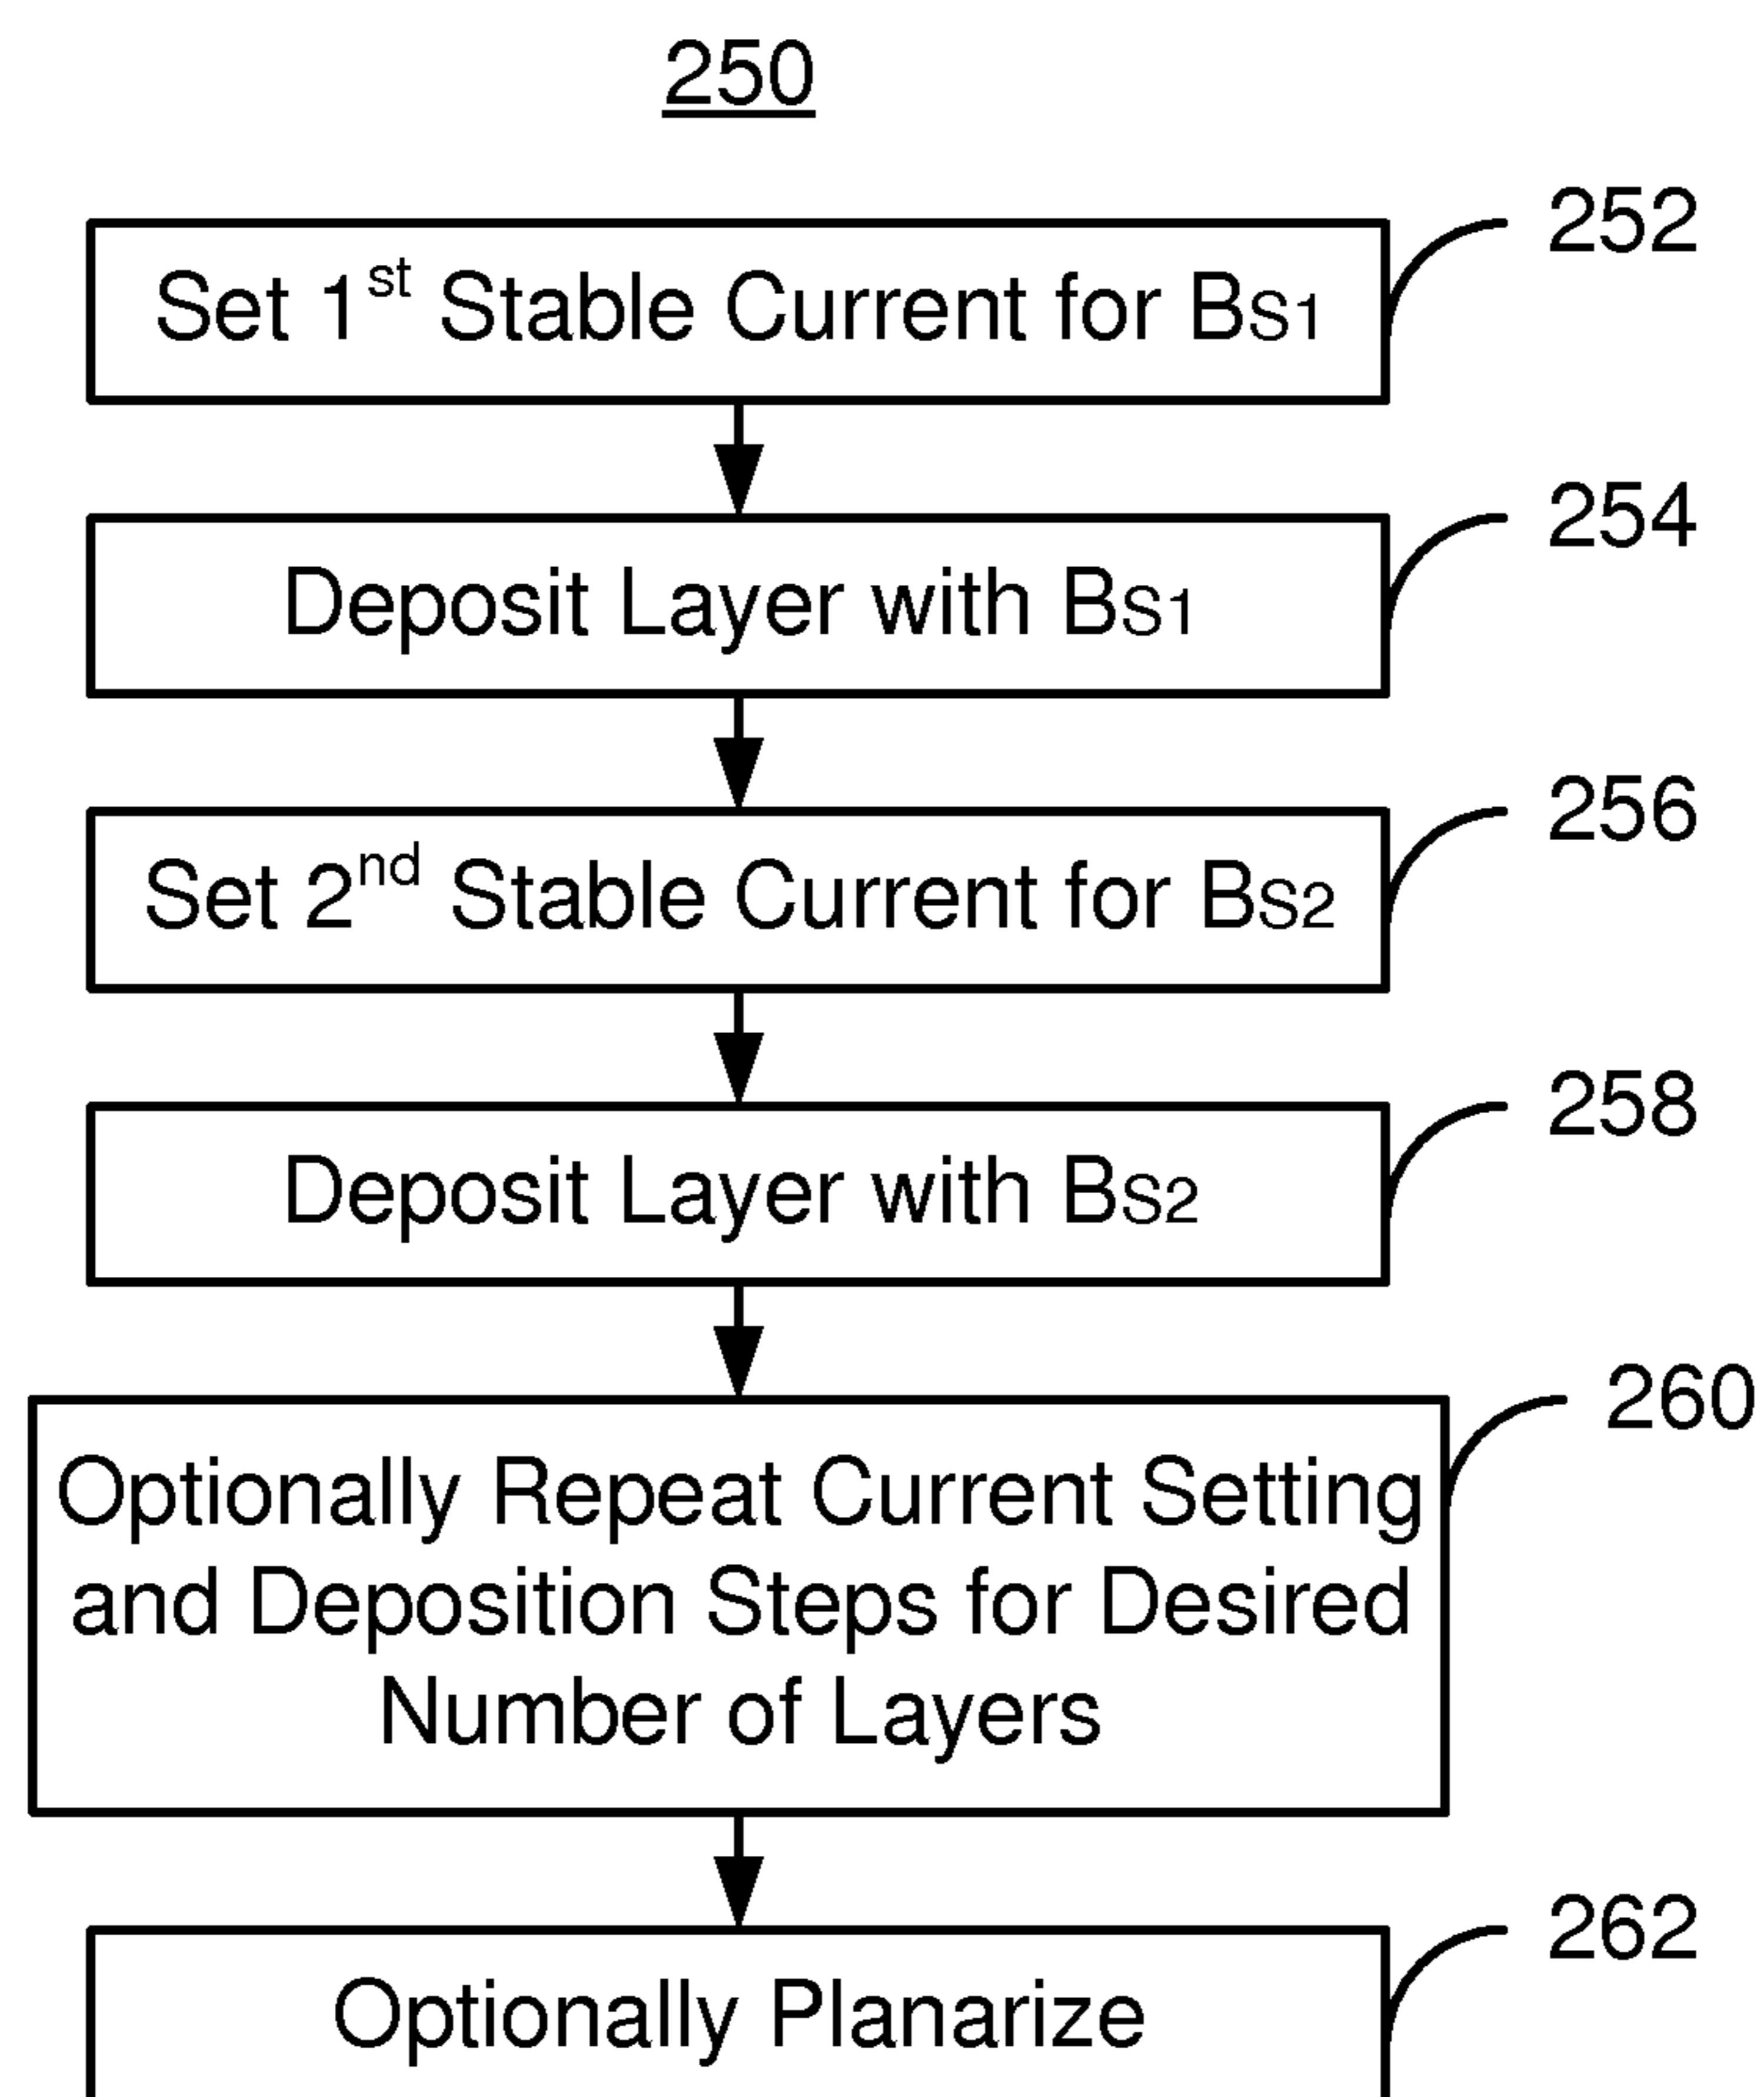 250
252
Set 1st Stable Current for BS1
254
Deposit Layer with BS1
256
Set 2nd Stable Current for BS2
258
Deposit Layer with BS2
260
Optionally Repeat Current Setting
and Deposition Steps for Desired
Number of Layers
262
Optionally Planarize